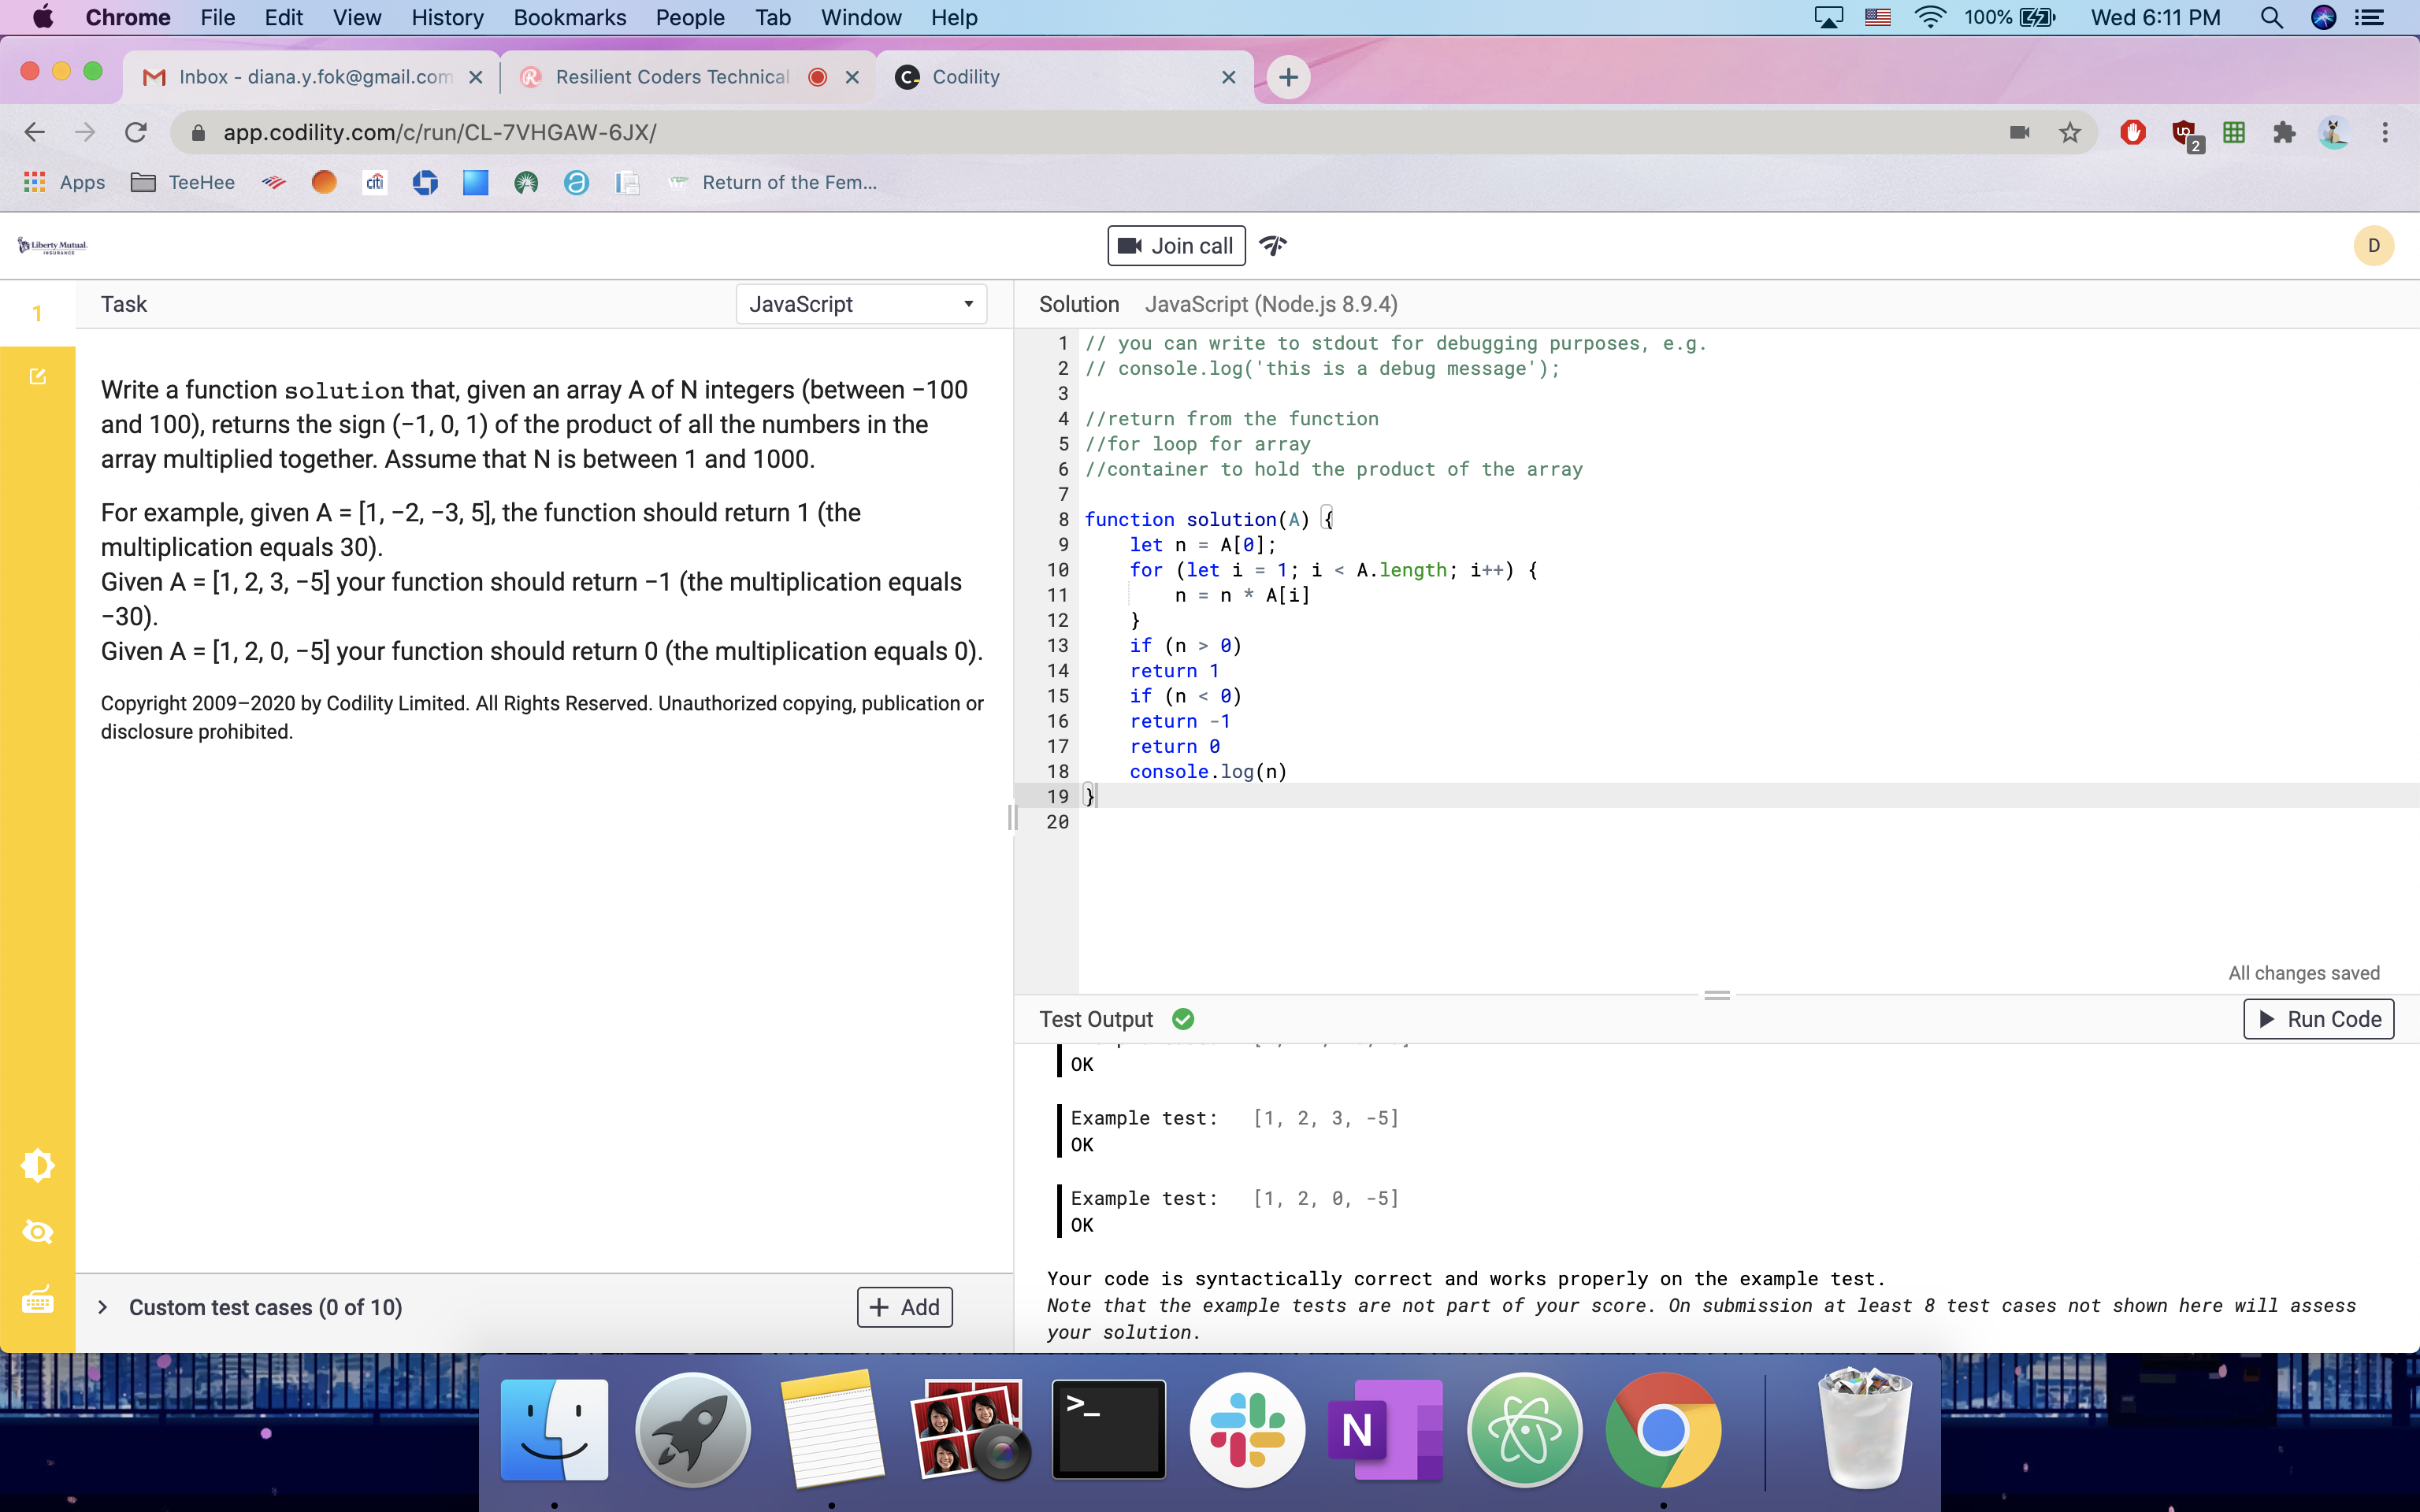 Chrome File Edit View History Bookmarks People Tab Window Help 100% Wed 6:11 PM
Inbox - diana.y.fok@gmail.com Resilient Coders Technical Codility
app.codility.com/c/run/CL-7VHGAW-6JX/
2
Apps TeeHee citi Return of the Fem...
Liberty Mutual. INSURANCE Join call D
1 Task JavaScript
Write a function solution that, given an array A of N integers (between −100
and 100), returns the sign (−1, 0, 1) of the product of all the numbers in the
array multiplied together. Assume that N is between 1 and 1000.
For example, given A = [1, −2, −3, 5], the function should return 1 (the
multiplication equals 30).
Given A = [1, 2, 3, −5] your function should return −1 (the multiplication equals
−30).
Given A = [1, 2, 0, −5] your function should return 0 (the multiplication equals 0).
Copyright 2009–2020 by Codility Limited. All Rights Reserved. Unauthorized copying, publication or
disclosure prohibited.
Custom test cases (0 of 10) + Add
Solution JavaScript (Node.js 8.9.4)
1 // you can write to stdout for debugging purposes, e.g.
2 // console.log('this is a debug message');
3
4 //return from the function
5 //for loop for array
6 //container to hold the product of the array
7
8 function solution(A) {
9 let n = A[0];
10 for (let i = 1; i < A.length; i++) {
11 n = n * A[i]
12 }
13 if (n > 0)
14 return 1
15 if (n < 0)
16 return -1
17 return 0
18 console.log(n)
19 }
20
All changes saved
Test Output Run Code
OK
Example test: [1, 2, 3, -5]
OK
Example test: [1, 2, 0, -5]
OK
Your code is syntactically correct and works properly on the example test.
Note that the example tests are not part of your score. On submission at least 8 test cases not shown here will assess
your solution.
>_ N